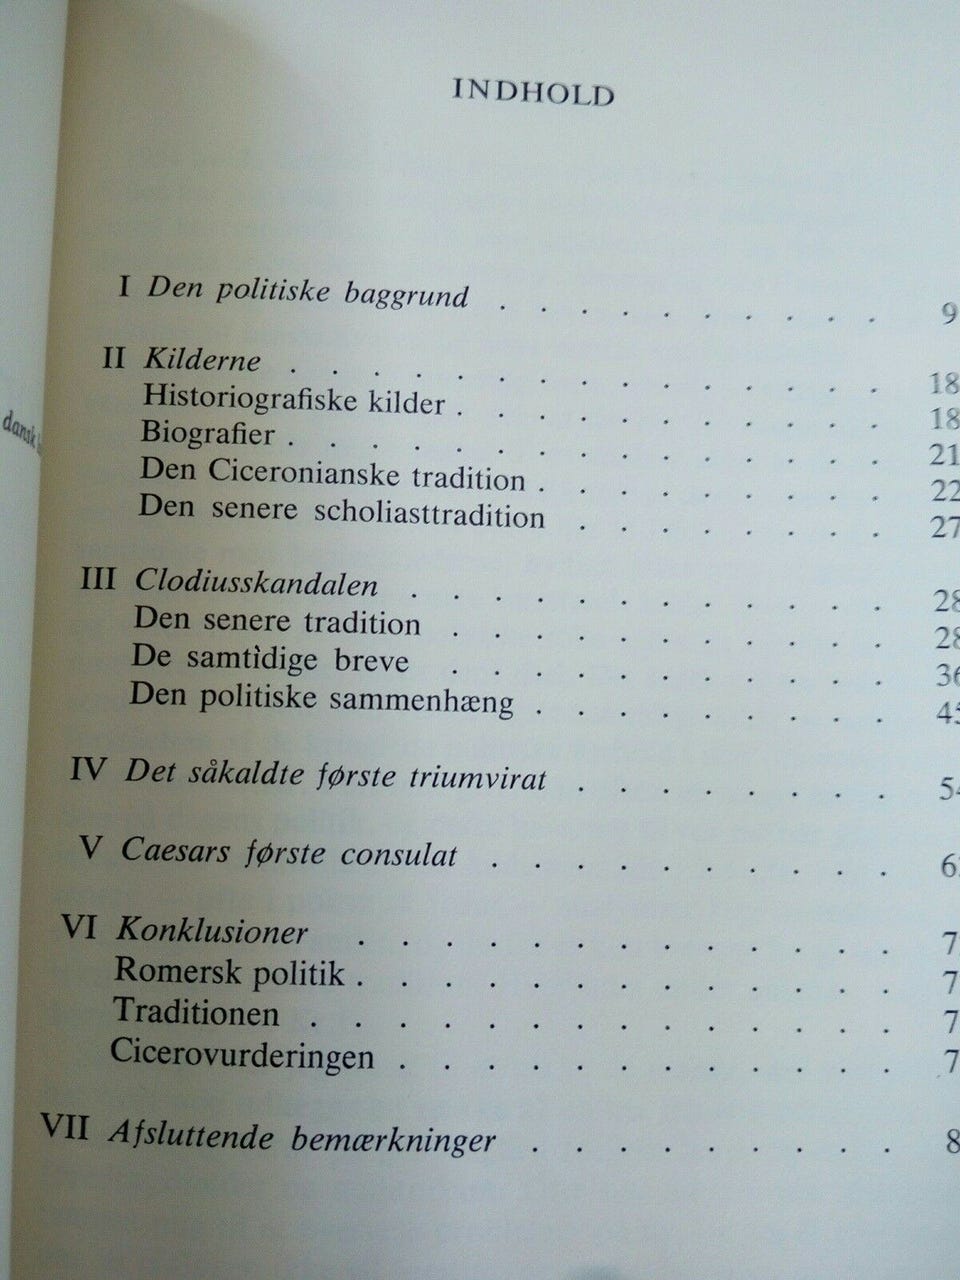 INDHOLD
I Den politiske baggrund . . . . . . . . . . 9
II Kilderne . . . . . . . . . . . . . . . 18
Historiografiske kilder . . . . . . . . . . . 18
Biografier . . . . . . . . . . . . . . . 21
Den Ciceronianske tradition . . . . . . . . . 22
Den senere scholiasttradition . . . . . . . . 27
III Clodiusskandalen . . . . . . . . . . . . 28
Den senere tradition . . . . . . . . . . . 28
De samtidige breve . . . . . . . . . . . 36
Den politiske sammenhæng . . . . . . . . . 45
IV Det såkaldte første triumvirat . . . . . . . . 54
V Caesars første consulat . . . . . . . . . . 6
VI Konklusioner . . . . . . . . . . . . . 7
Romersk politik . . . . . . . . . . . . . 7
Traditionen . . . . . . . . . . . . . . 7
Cicerovurderingen . . . . . . . . . . . . 7
VII Afsluttende bemærkninger . . . . . . . . . 8
dansk